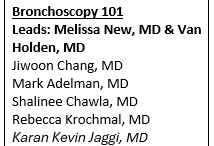 Bronchoscopy 101
Leads: Melissa New, MD & Van
Holden, MD
Jiwoon Chang, MD
Mark Adelman, MD
Shalinee Chawla, MD
Rebecca Krochmal, MD
Karan Kevin Jaggi, MD